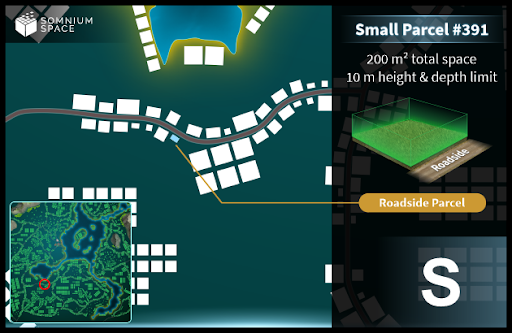 SOMNIUM
SPACE
Small Parcel #391
200 m² total space
10 m height & depth limit
Roadside
Roadside Parcel
S